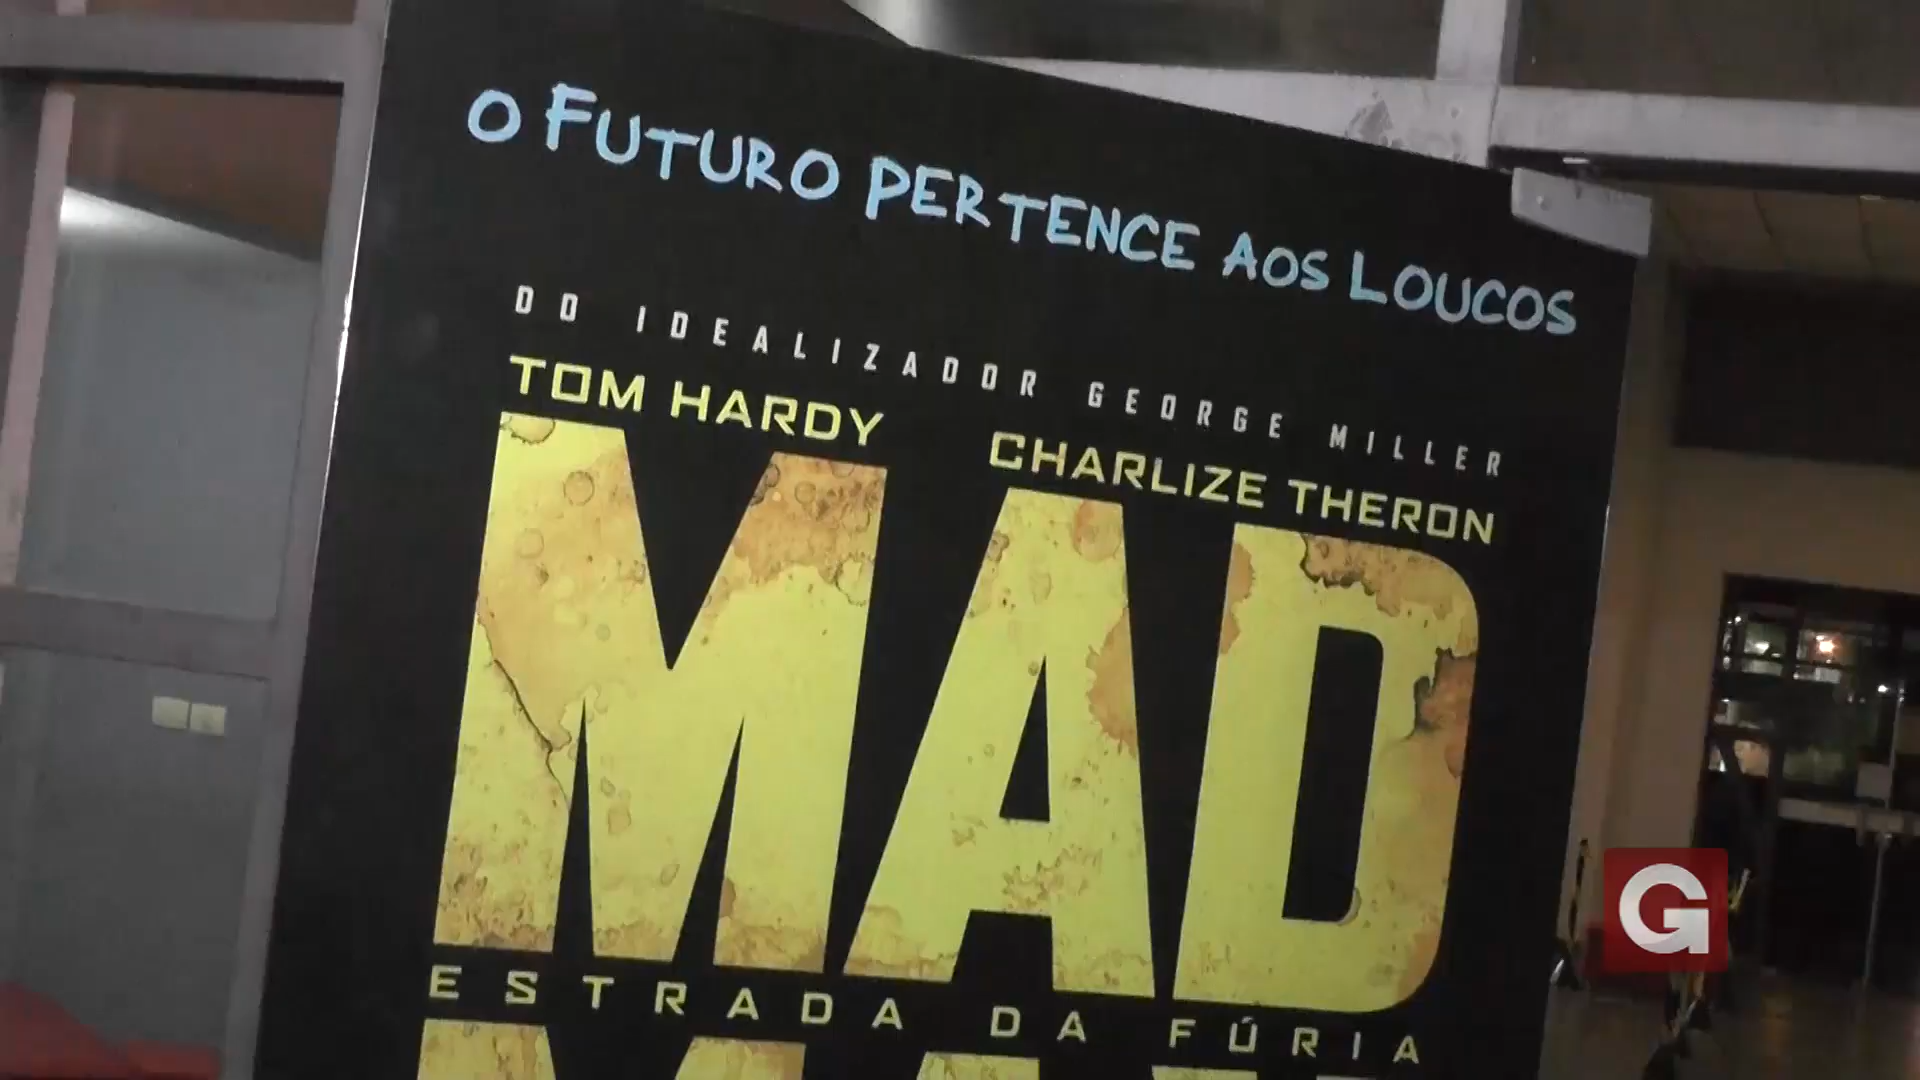 O FUTURO PERTENCE AOS LOUCOS
DO IDEALIZADOR GEORGE MILLER
TOM HARDY CHARLIZE THERON
MAD
ESTRADA DA FÚRIA
G